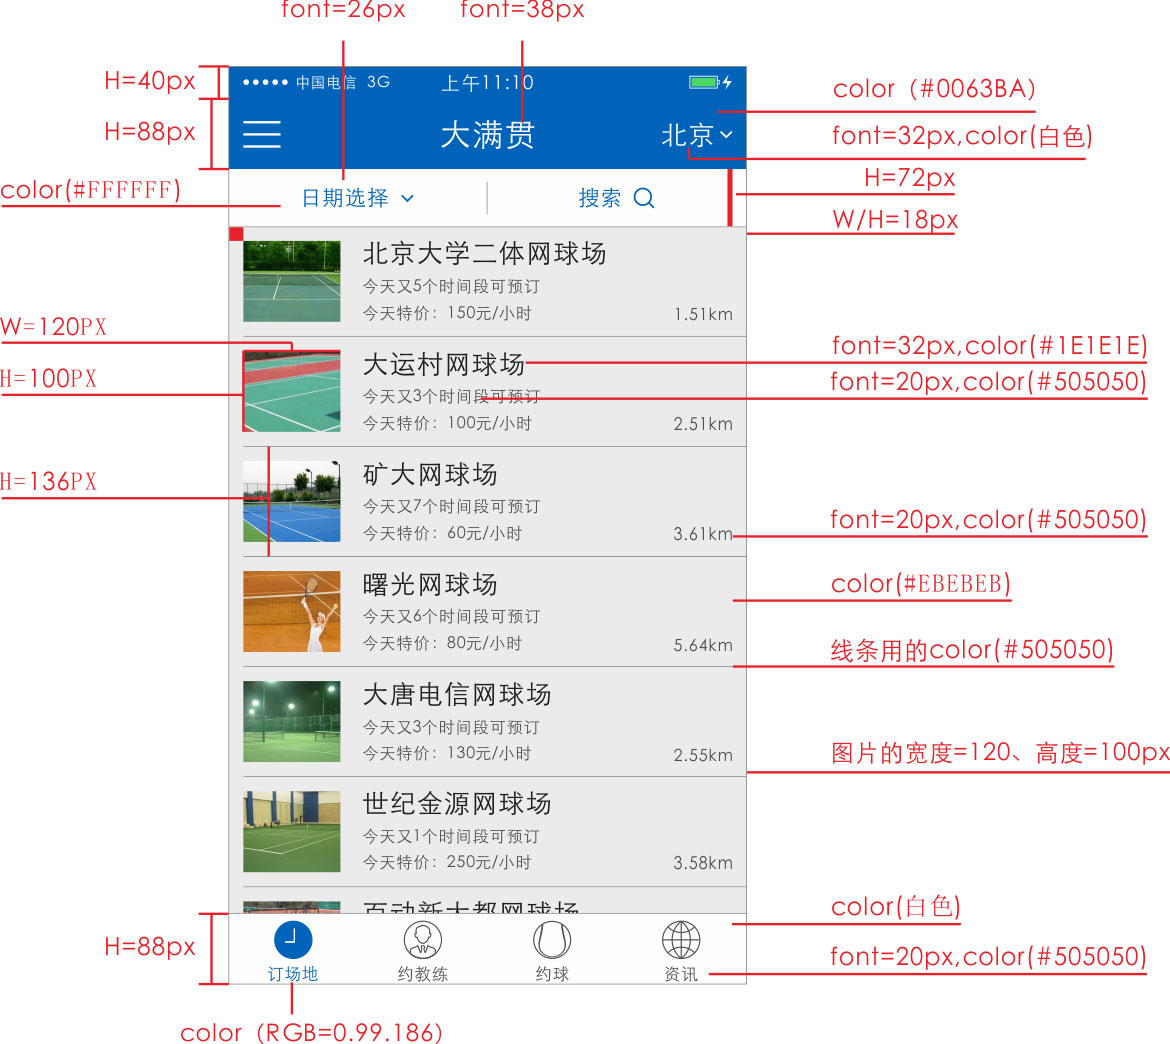 font=26px
font=38px
H=40px
中国电信 3G
上午11:10
color (#0063BA)
H=88px
大满贯
北京
font=32px,color(白色)
H=72px
color(#FFFFFF)
日期选择
搜索
W/H=18px
北京大学二体网球场
今天又5个时间段可预订
今天特价：150元/小时
1.51km
W=120PX
大运村网球场
font=32px,color(#1E1E1E)
H=100PX
今天又3个时间段可预订
font=20px,color(#505050)
今天特价：100元/小时
2.51km
H=136PX
矿大网球场
今天又7个时间段可预订
今天特价：60元/小时
3.61km
font=20px,color(#505050)
曙光网球场
color(#EBEBEB)
今天又6个时间段可预订
今天特价：80元/小时
5.64km
线条用的color(#505050)
大唐电信网球场
今天又3个时间段可预订
今天特价：130元/小时
2.55km
图片的宽度=120、高度=100px
世纪金源网球场
今天又1个时间段可预订
今天特价：250元/小时
3.58km
百动新大都网球场
color(白色)
H=88px
font=20px,color(#505050)
订场地
约教练
约球
资讯
color (RGB=0.99.186)